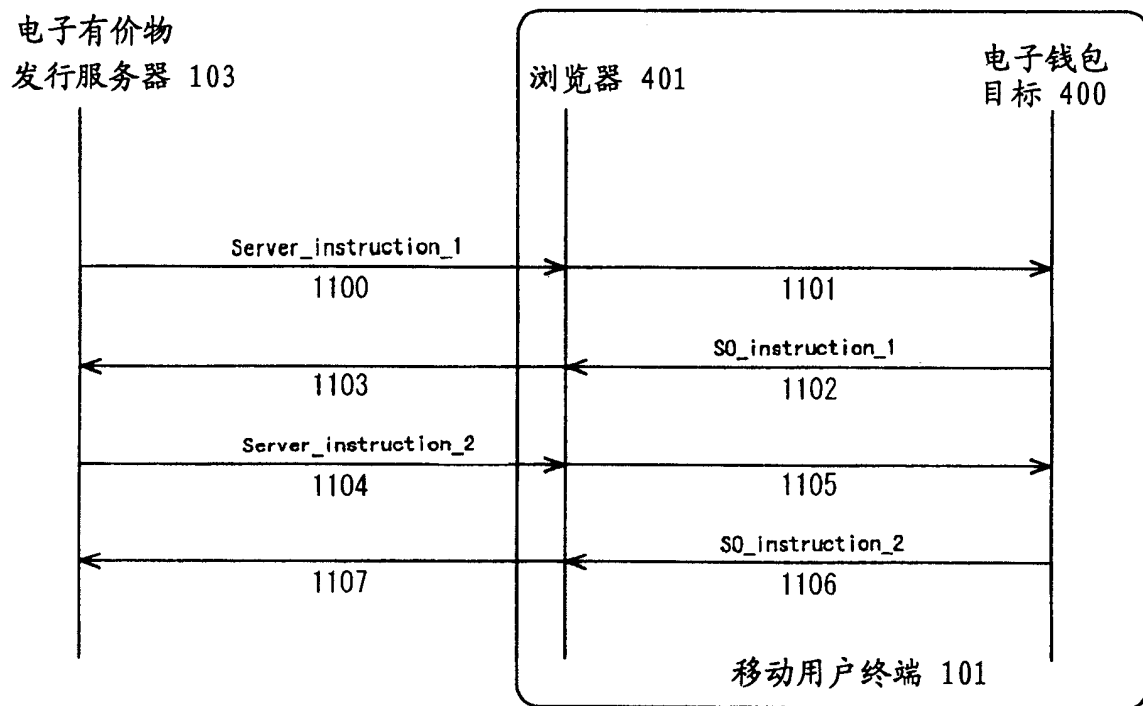 电子有价物
发行服务器 103
浏览器 401
电子钱包
目标 400
Server_instruction_1
1100
1101
SO_instruction_1
1103
1102
Server_instruction_2
1104
1105
SO_instruction_2
1107
1106
移动用户终端 101